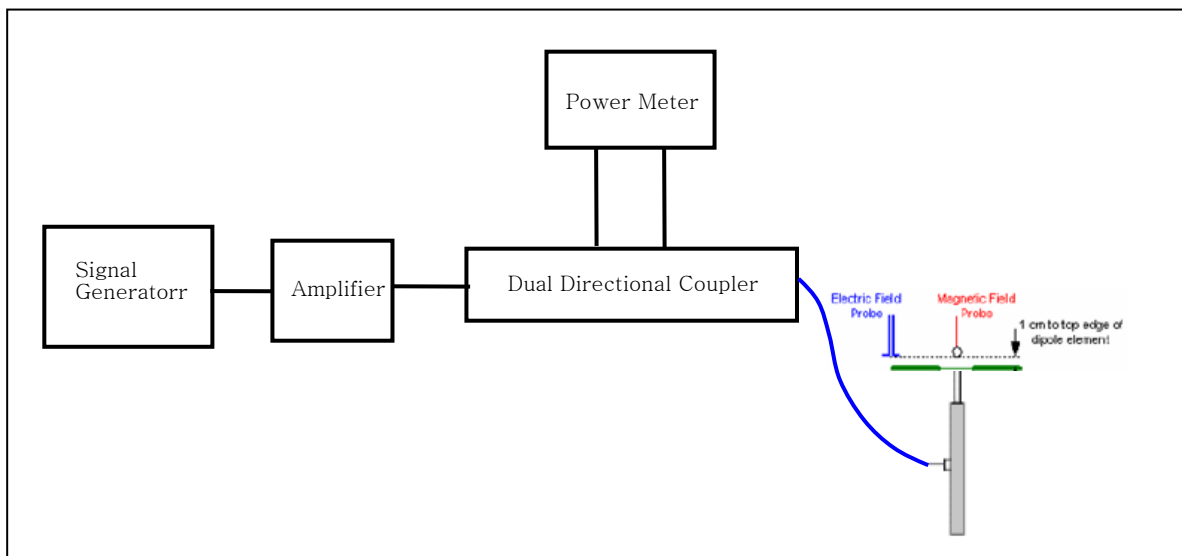 Power Meter
Signal
Generatorr
Amplifier
Dual Directional Coupler
Electric Field
Probe
Magnetic Field
Probe
1 cm to top edge of
dipole element